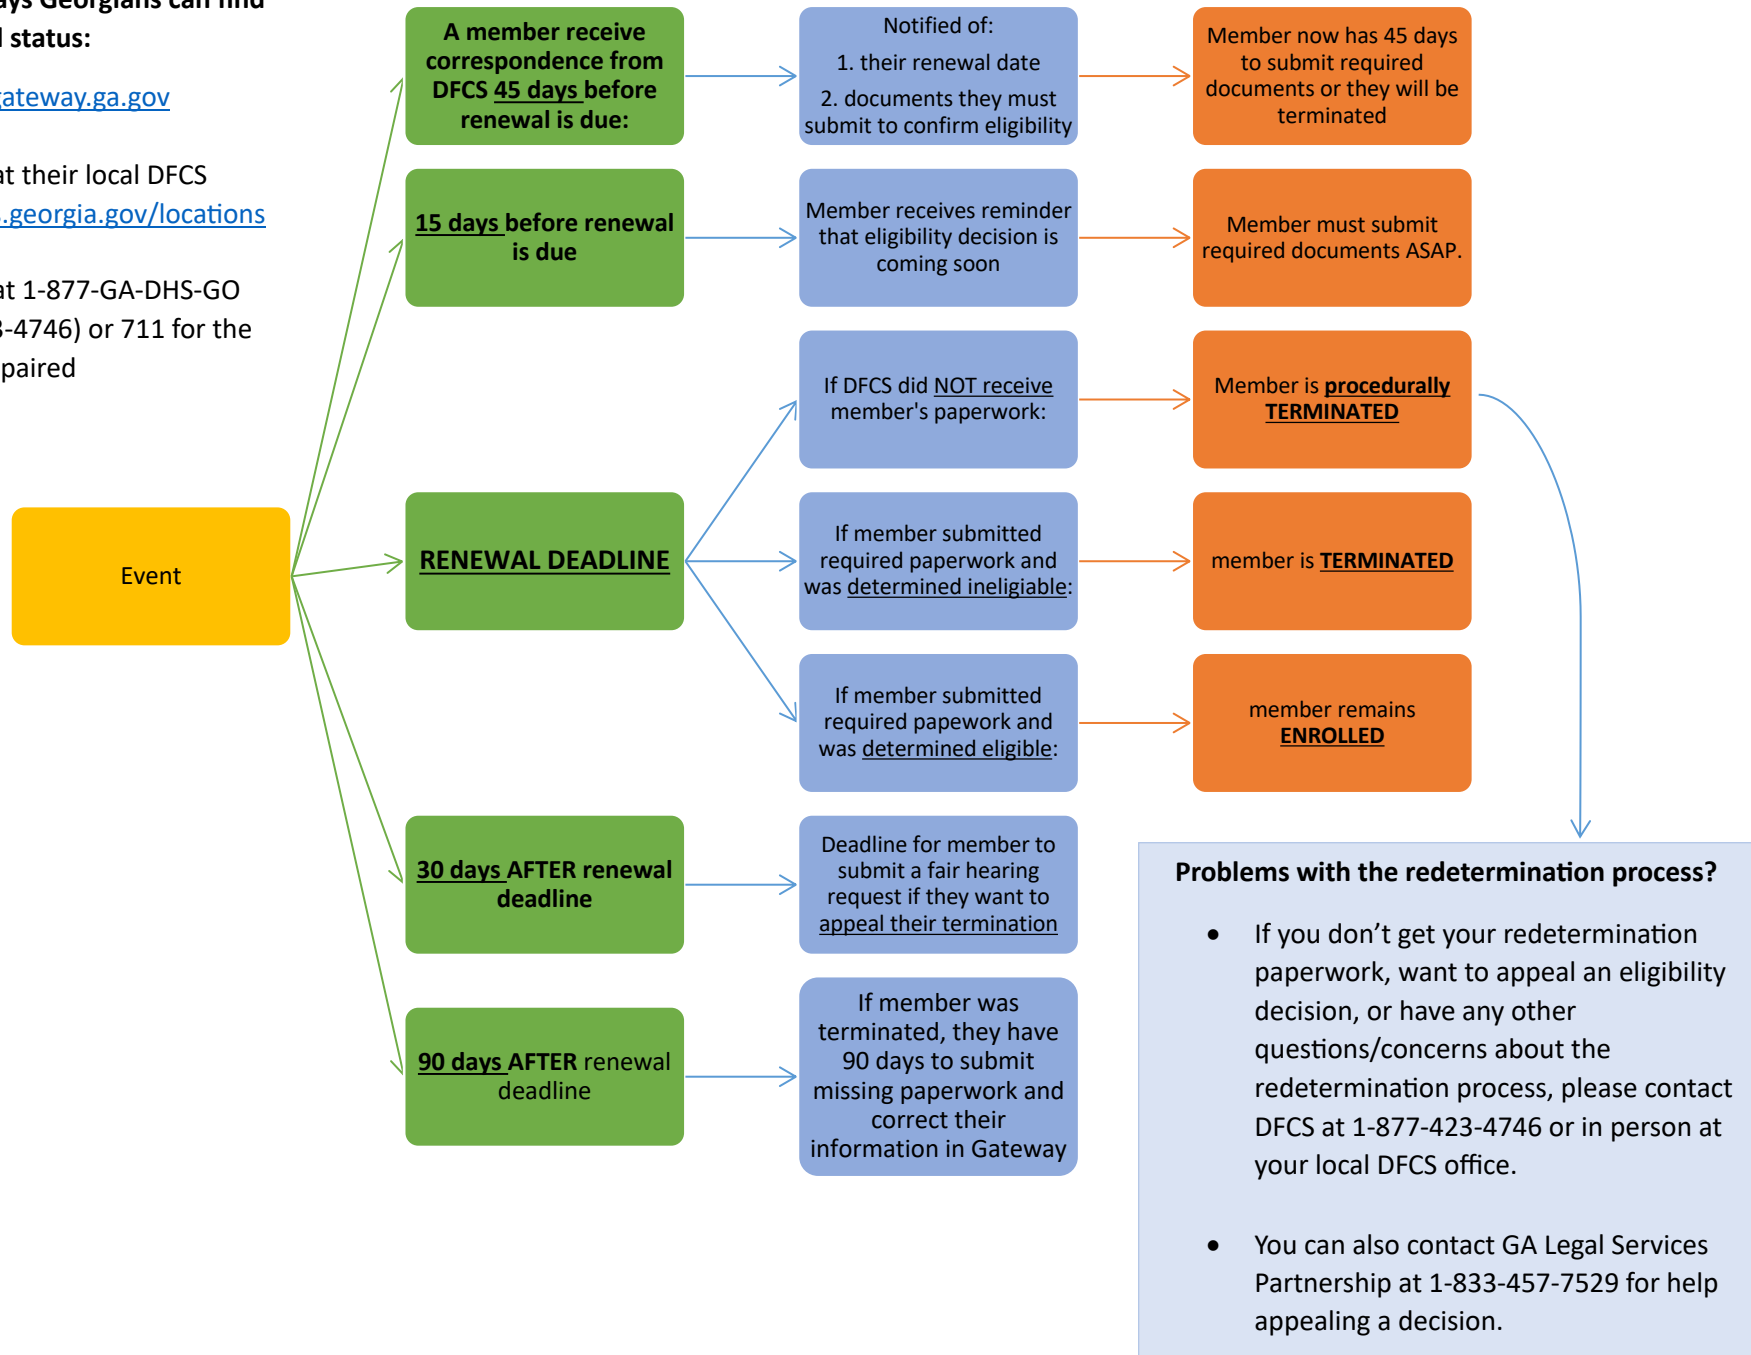 ays Georgians can find
status:
gateway.ga.gov
at their local DFCS
.georgia.gov/locations
at 1-877-GA-DHS-GO
-4746) or 711 for the
paired
Event
A member receive
correspondence from
DFCS 45 days before
renewal is due:
Notified of:
1. their renewal date
2. documents they must
submit to confirm eligibility
Member now has 45 days
to submit required
documents or they will be
terminated
15 days before renewal
is due
Member receives reminder
that eligibility decision is
coming soon
Member must submit
required documents ASAP.
RENEWAL DEADLINE
If DFCS did NOT receive
member's paperwork:
Member is procedurally
TERMINATED
If member submitted
required paperwork and
was determined ineligiable:
member is TERMINATED
If member submitted
required papework and
was determined eligible:
member remains
ENROLLED
30 days AFTER renewal
deadline
Deadline for member to
submit a fair hearing
request if they want to
appeal their termination
90 days AFTER renewal
deadline
If member was
terminated, they have
90 days to submit
missing paperwork and
correct their
information in Gateway
Problems with the redetermination process?
• If you don’t get your redetermination
paperwork, want to appeal an eligibility
decision, or have any other
questions/concerns about the
redetermination process, please contact
DFCS at 1-877-423-4746 or in person at
your local DFCS office.
• You can also contact GA Legal Services
Partnership at 1-833-457-7529 for help
appealing a decision.